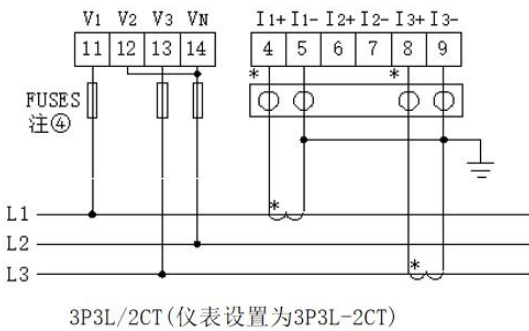 V1 V2 V3 VN I1+ I1- I2+ I2- I3+ I3-
11 12 13 14 4 5 6 7 8 9
* *
FUSES
注④
*
L1
L2
*
L3
3P3L/2CT(仪表设置为3P3L-2CT)